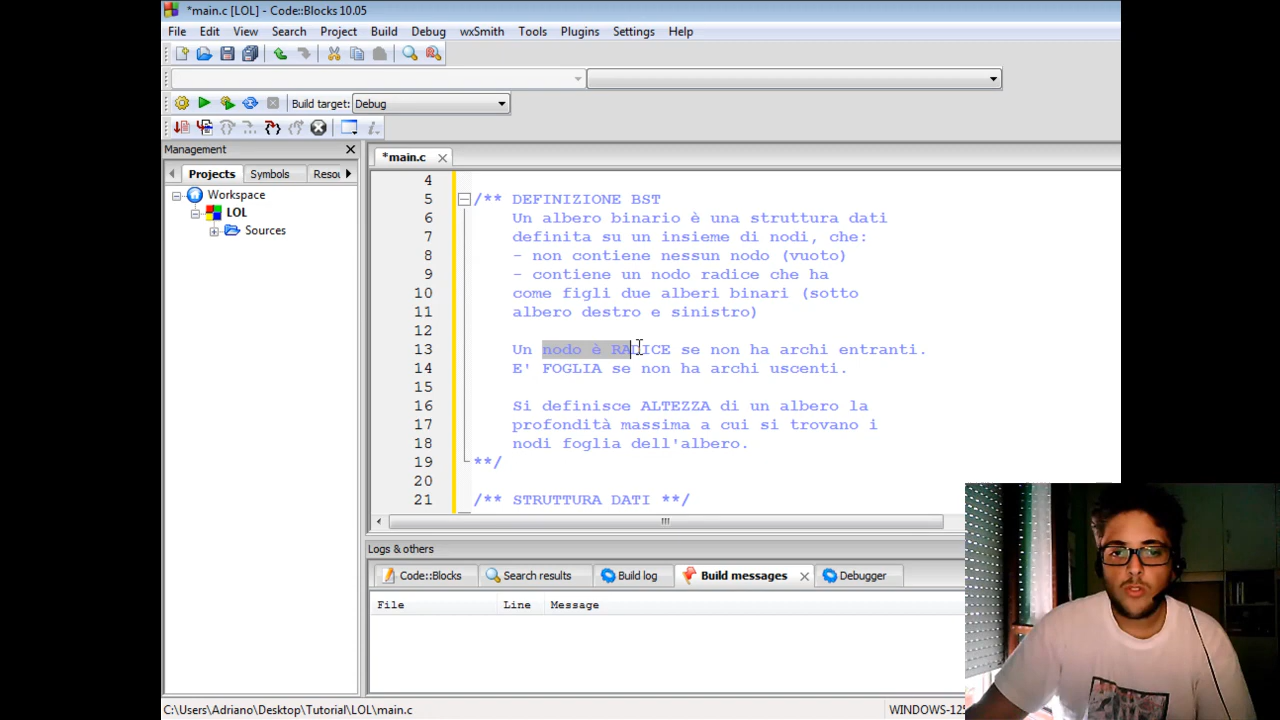 *main.c [LOL] - Code::Blocks 10.05
File Edit View Search Project Build Debug wxSmith Tools Plugins Settings Help
Build target: Debug
Management
*main.c
Projects Symbols Resou
Workspace
LOL
Sources
4
5 /** DEFINIZIONE BST
6 Un albero binario è una struttura dati
7 definita su un insieme di nodi, che:
8 - non contiene nessun nodo (vuoto)
9 - contiene un nodo radice che ha
10 come figli due alberi binari (sotto
11 albero destro e sinistro)
12
13 Un nodo è RADICE se non ha archi entranti.
14 E' FOGLIA se non ha archi uscenti.
15
16 Si definisce ALTEZZA di un albero la
17 profondità massima a cui si trovano i
18 nodi foglia dell'albero.
19 **/
20
21 /** STRUTTURA DATI **/
Logs & others
Code::Blocks Search results Build log Build messages Debugger
File Line Message
C:\Users\Adriano\Desktop\Tutorial\LOL\main.c WINDOWS-125